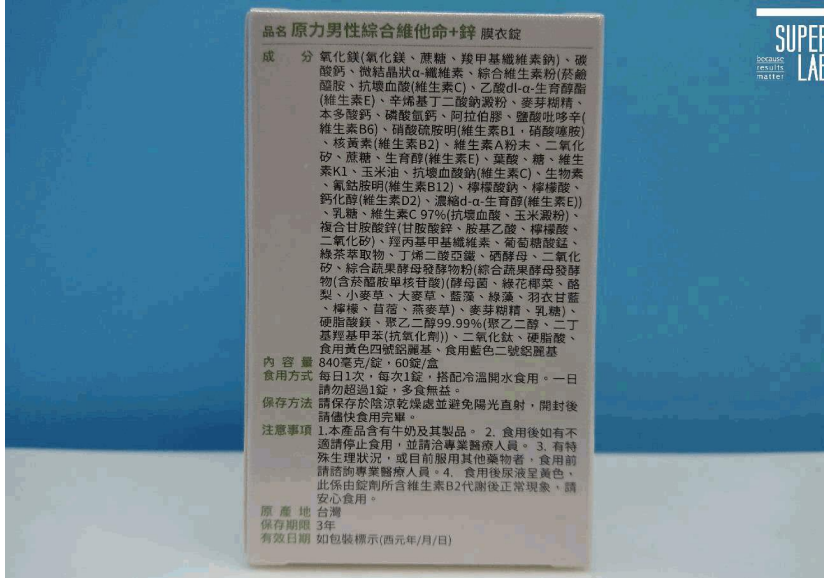 品名 原力男性綜合維他命+鋅 膜衣錠
成 分 氧化鎂(氧化鎂、蔗糖、羧甲基纖維素鈉)、碳
酸鈣、微結晶狀α-纖維素、綜合維生素粉(菸鹼
醯胺、抗壞血酸(維生素C)、乙酸dl-α-生育醇酯
(維生素E)、辛烯基丁二酸鈉澱粉、麥芽糊精、
本多酸鈣、磷酸氫鈣、阿拉伯膠、鹽酸吡哆辛(
維生素B6)、硝酸硫胺明(維生素B1,硝酸噻胺)
、核黃素(維生素B2)、維生素A粉末、二氧化
矽、蔗糖、生育醇(維生素E)、葉酸、糖、維生
素K1、玉米油、抗壞血酸鈉(維生素C)、生物素
、氰鈷胺明(維生素B12)、檸檬酸鈉、檸檬酸、
鈣化醇(維生素D2)、濃縮d-α-生育醇(維生素E))
、乳糖、維生素C 97%(抗壞血酸、玉米澱粉)、
複合甘胺酸鋅(甘胺酸鋅、胺基乙酸、檸檬酸、
二氧化矽)、羥丙基甲基纖維素、葡萄糖酸錳、
綠茶萃取物、丁烯二酸亞鐵、硒酵母、二氧化
矽、綜合蔬果酵母發酵物粉(綜合蔬果酵母發酵
物(含菸醯胺單核苷酸)(酵母菌、綠花椰菜、酪
梨、小麥草、大麥草、藍藻、綠藻、羽衣甘藍
、檸檬、苜蓿、燕麥草)、麥芽糊精、乳糖)、
硬脂酸鎂、聚乙二醇99.99%(聚乙二醇、二丁
基羥基甲苯(抗氧化劑))、二氧化鈦、硬脂酸、
食用黃色四號鋁麗基、食用藍色二號鋁麗基
內 容 量 840毫克/錠,60錠/盒
食用方式 每日1次,每次1錠,搭配冷溫開水食用。一日
請勿超過1錠,多食無益。
保存方法 請保存於陰涼乾燥處並避免陽光直射,開封後
請儘快食用完畢。
注意事項 1.本產品含有牛奶及其製品。 2. 食用後如有不
適請停止食用,並請洽專業醫療人員。 3. 有特
殊生理狀況,或目前服用其他藥物者,食用前
請諮詢專業醫療人員。4. 食用後尿液呈黃色,
此係由錠劑所含維生素B2代謝後正常現象,請
安心食用。
原 產 地 台灣
保存期限 3年
有效日期 如包裝標示(西元年/月/日)
SUPER
because
results
matter
LAB